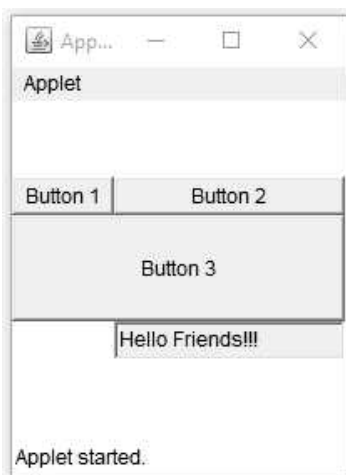 App...
Applet
Button 1 Button 2
Button 3
Hello Friends!!!
Applet started.